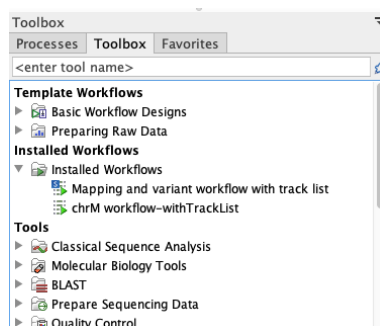 Toolbox
Processes Toolbox Favorites
<enter tool name>
Template Workflows
Basic Workflow Designs
Preparing Raw Data
Installed Workflows
Installed Workflows
Mapping and variant workflow with track list
chrM workflow-withTrackList
Tools
Classical Sequence Analysis
Molecular Biology Tools
BLAST
Prepare Sequencing Data
Quality Control